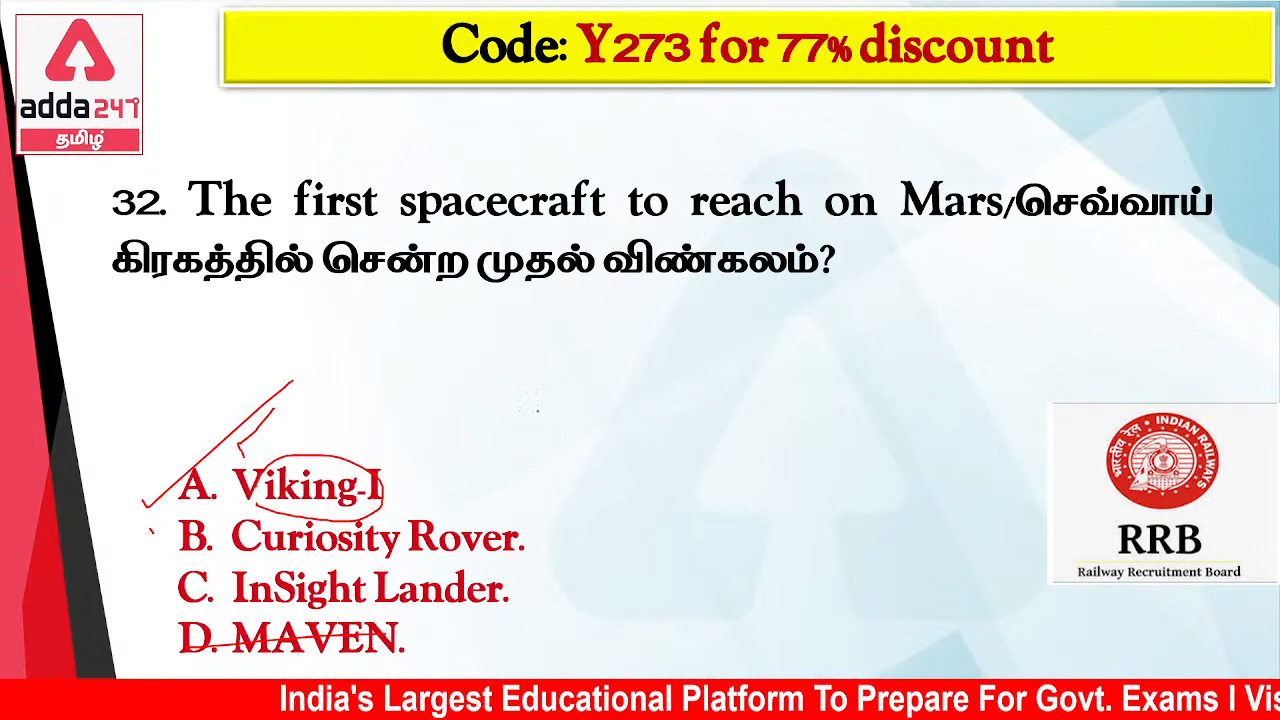 Code: Y273 for 77% discount
adda247
தமிழ்
32. The first spacecraft to reach on Mars/செவ்வாய்
கிரகத்தில் சென்ற முதல் விண்கலம்?
A. Viking-I
B. Curiosity Rover.
C. InSight Lander.
D. MAVEN.
भारतीय रेल INDIAN RAILWAYS
RRB
Railway Recruitment Board
India's Largest Educational Platform To Prepare For Govt. Exams I Vis